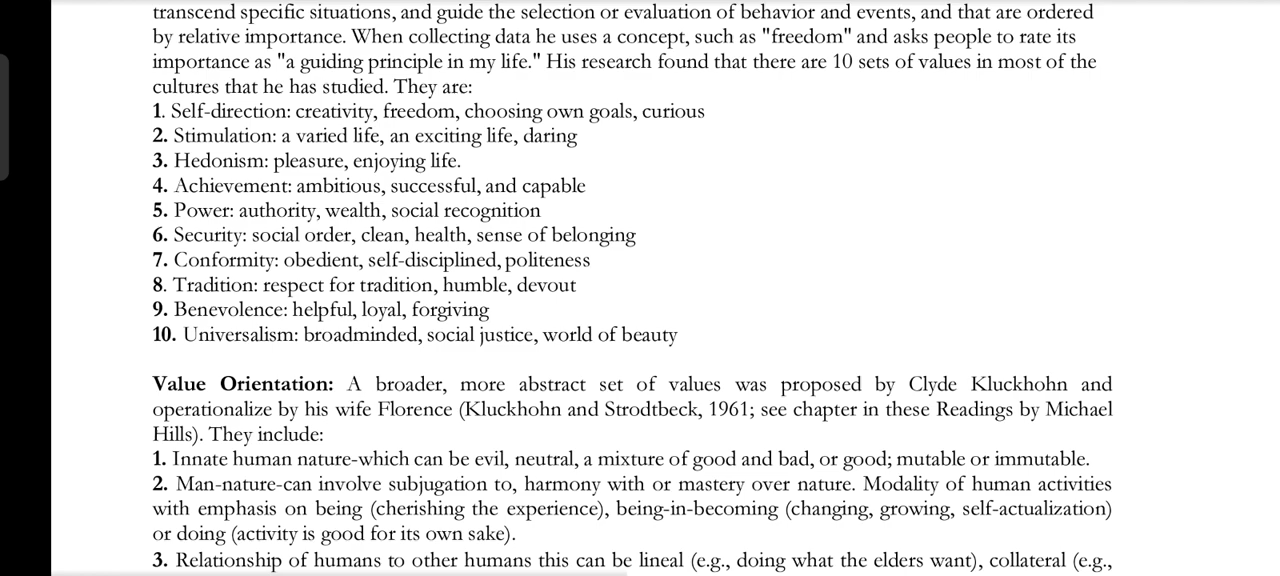 transcend specific situations, and guide the selection or evaluation of behavior and events, and that are ordered
by relative importance. When collecting data he uses a concept, such as "freedom" and asks people to rate its
importance as "a guiding principle in my life." His research found that there are 10 sets of values in most of the
cultures that he has studied. They are:
1. Self-direction: creativity, freedom, choosing own goals, curious
2. Stimulation: a varied life, an exciting life, daring
3. Hedonism: pleasure, enjoying life.
4. Achievement: ambitious, successful, and capable
5. Power: authority, wealth, social recognition
6. Security: social order, clean, health, sense of belonging
7. Conformity: obedient, self-disciplined, politeness
8. Tradition: respect for tradition, humble, devout
9. Benevolence: helpful, loyal, forgiving
10. Universalism: broadminded, social justice, world of beauty
Value Orientation: A broader, more abstract set of values was proposed by Clyde Kluckhohn and
operationalize by his wife Florence (Kluckhohn and Strodtbeck, 1961; see chapter in these Readings by Michael
Hills). They include:
1. Innate human nature-which can be evil, neutral, a mixture of good and bad, or good; mutable or immutable.
2. Man-nature-can involve subjugation to, harmony with or mastery over nature. Modality of human activities
with emphasis on being (cherishing the experience), being-in-becoming (changing, growing, self-actualization)
or doing (activity is good for its own sake).
3. Relationship of humans to other humans this can be lineal (e.g., doing what the elders want), collateral (e.g.,